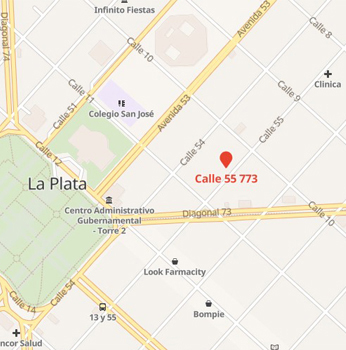 Infinito Fiestas
Avenida 53
Calle 8
Diagonal 74
Calle 10
Clinica
Calle 11
Calle 9
Calle 51
Colegio San José
Avenida 53
Calle 55
Calle 54
Calle 12
La Plata
Calle 55 773
Centro Administrativo
Gubernamental
- Torre 2
Diagonal 73
Calle 10
Look Farmacity
Calle 54
Calle 14
13 y 55
Bompie
ncor Salud